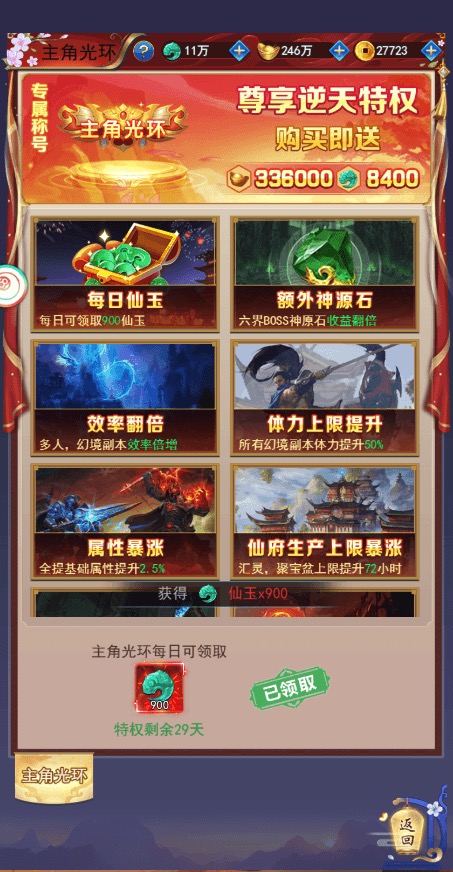 主角光环
?
11万
246万
27723
专属称号
主角光环
尊享逆天特权
购买即送
336000
8400
每日仙玉
每日可领取900仙玉
额外神源石
六界BOSS神原石收益翻倍
效率翻倍
多人，幻境副本效率倍增
体力上限提升
所有幻境副本体力提升50%
属性暴涨
全提基础属性提升2.5%
仙府生产上限暴涨
汇灵，聚宝盆上限提升72小时
获得 仙玉x900
主角光环每日可领取
900
已领取
特权剩余29天
主角光环
返回